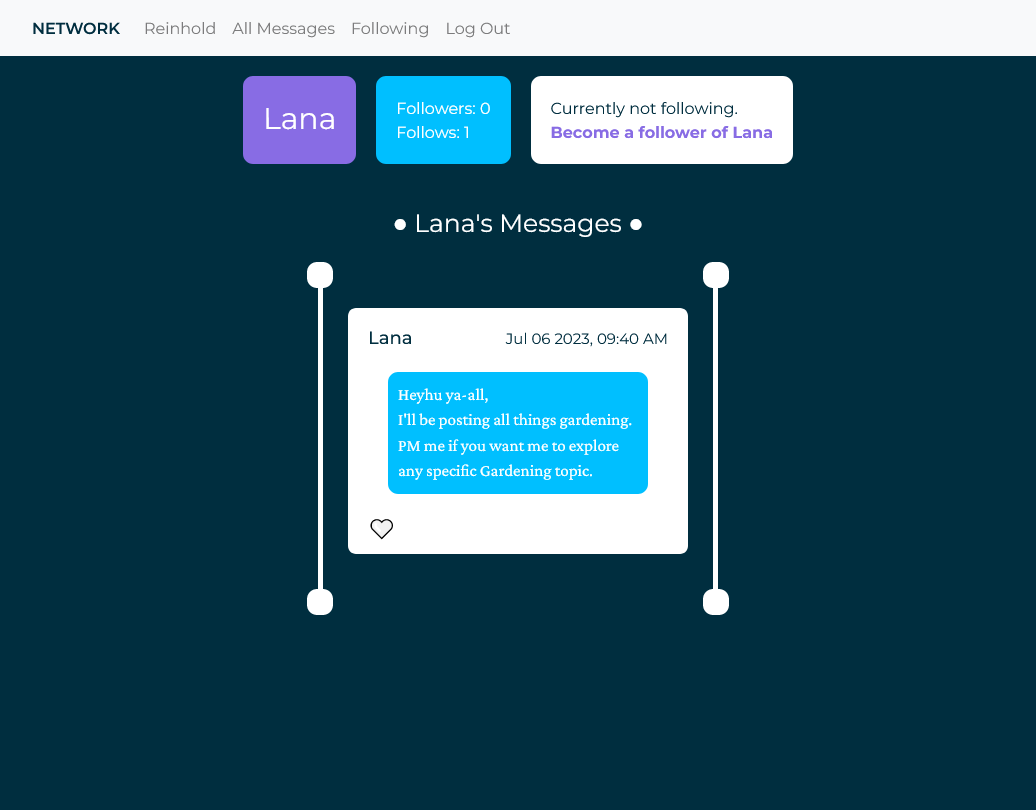 NETWORK Reinhold All Messages Following Log Out
Lana
Followers: 0
Follows: 1
Currently not following.
Become a follower of Lana
● Lana's Messages ●
Lana Jul 06 2023, 09:40 AM
Heyhu ya-all,
I'll be posting all things gardening.
PM me if you want me to explore
any specific Gardening topic.